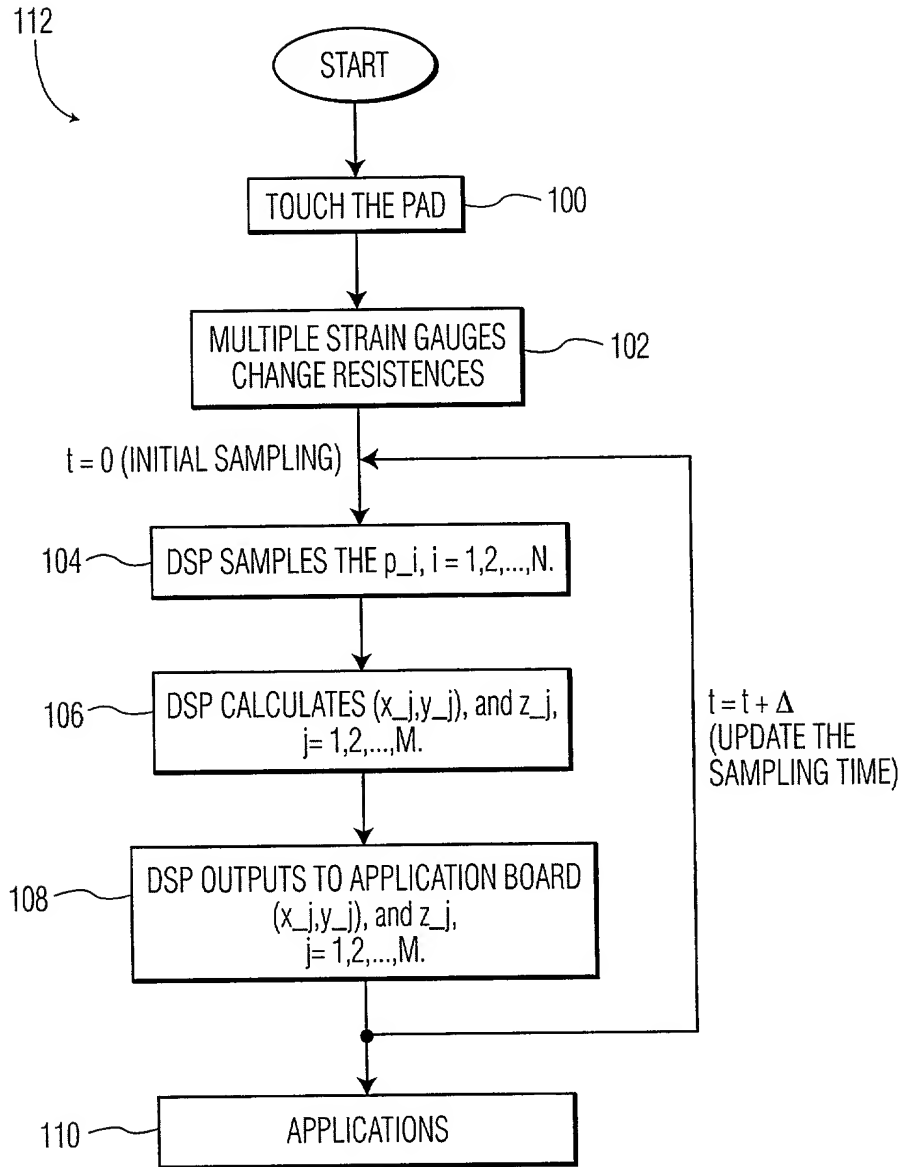 112
START
TOUCH THE PAD
100
MULTIPLE STRAIN GAUGES
CHANGE RESISTENCES
102
t = 0 (INITIAL SAMPLING)
104
DSP SAMPLES THE p_i, i = 1,2,...,N.
106
DSP CALCULATES (x_j,y_j), and z_j,
j= 1,2,...,M.
t = t + Δ
(UPDATE THE
SAMPLING TIME)
108
DSP OUTPUTS TO APPLICATION BOARD
(x_j,y_j), and z_j,
j= 1,2,...,M.
110
APPLICATIONS